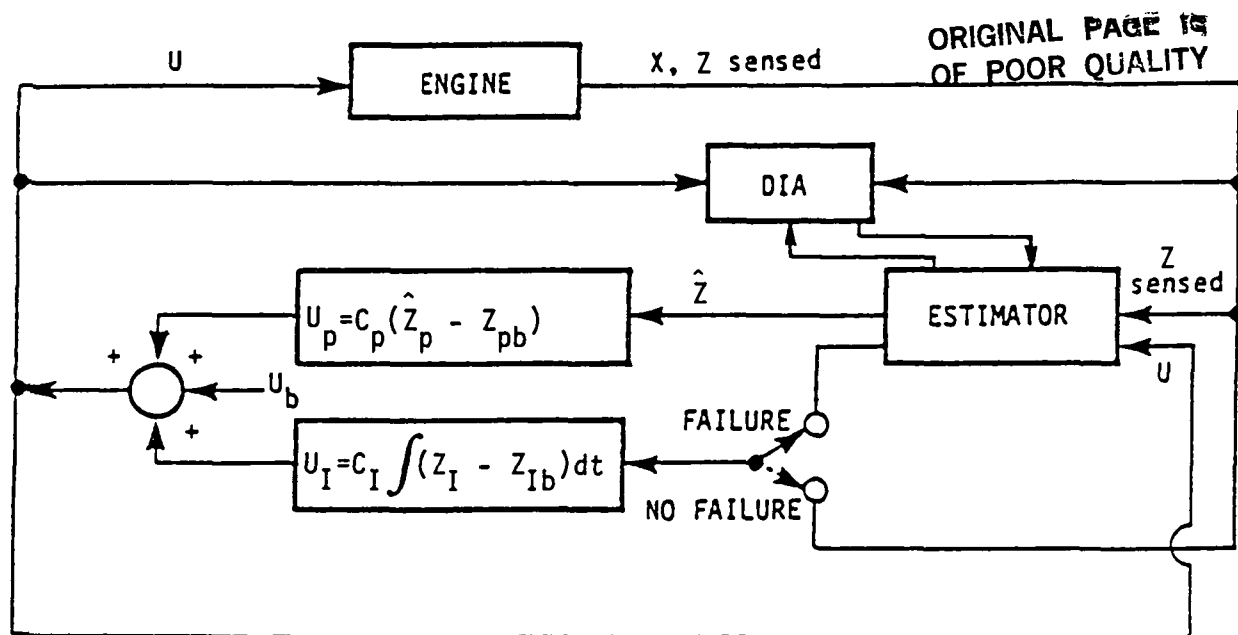 ORIGINAL PAGE IS
OF POOR QUALITY
U
ENGINE
X, Z sensed
DIA
Z
sensed
U_p=C_p(Ẑ_p - Z_pb)
Ẑ
ESTIMATOR
U
+
+
U_b
+
U_I=C_I∫(Z_I - Z_Ib)dt
FAILURE
NO FAILURE